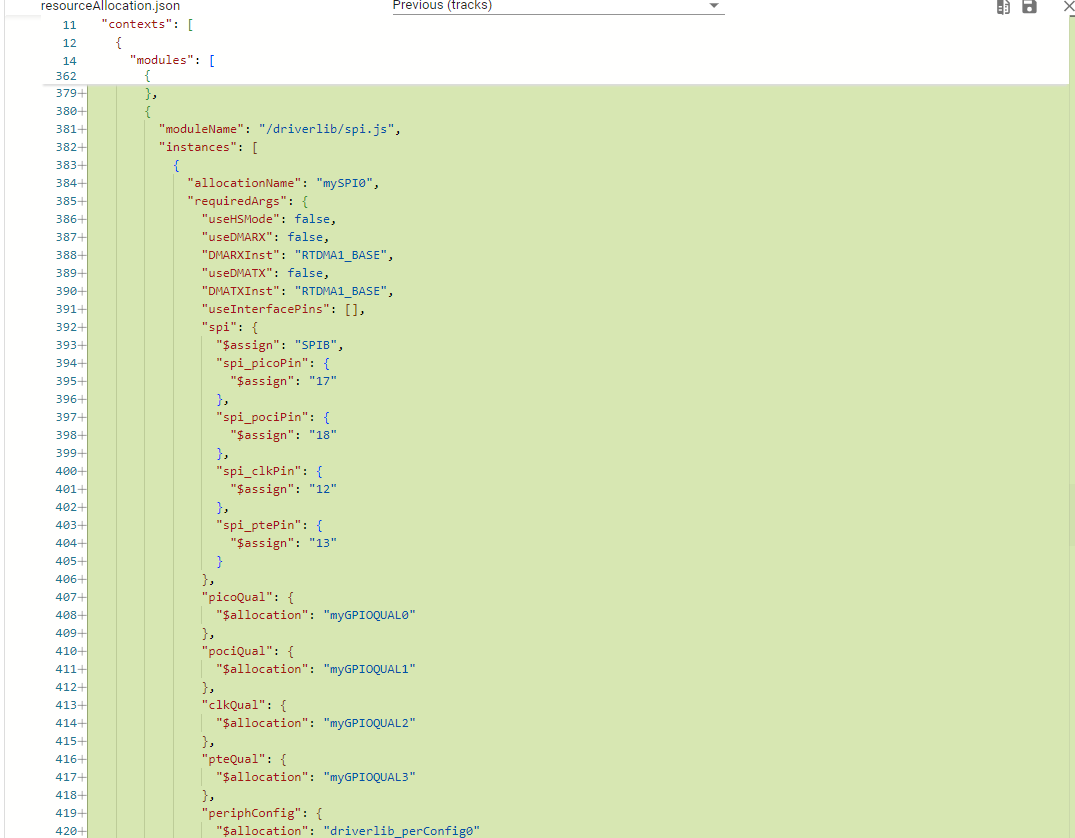 resourceAllocation.json
Previous (tracks)
11 "contexts": [
12 {
14 "modules": [
362 {
379+ },
380+ {
381+ "moduleName": "/driverlib/spi.js",
382+ "instances": [
383+ {
384+ "allocationName": "mySPI0",
385+ "requiredArgs": {
386+ "useHSMode": false,
387+ "useDMARX": false,
388+ "DMARXInst": "RTDMA1_BASE",
389+ "useDMATX": false,
390+ "DMATXInst": "RTDMA1_BASE",
391+ "useInterfacePins": [],
392+ "spi": {
393+ "$assign": "SPIB",
394+ "spi_picoPin": {
395+ "$assign": "17"
396+ },
397+ "spi_pociPin": {
398+ "$assign": "18"
399+ },
400+ "spi_clkPin": {
401+ "$assign": "12"
402+ },
403+ "spi_ptePin": {
404+ "$assign": "13"
405+ }
406+ },
407+ "picoQual": {
408+ "$allocation": "myGPIOQUAL0"
409+ },
410+ "pociQual": {
411+ "$allocation": "myGPIOQUAL1"
412+ },
413+ "clkQual": {
414+ "$allocation": "myGPIOQUAL2"
415+ },
416+ "pteQual": {
417+ "$allocation": "myGPIOQUAL3"
418+ },
419+ "periphConfig": {
420+ "$allocation": "driverlib_perConfig0"